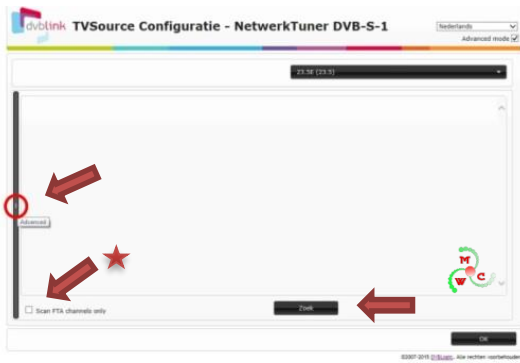 dvblink TVSource Configuratie - NetwerkTuner DVB-S-1
Nederlands
Advanced mode
23.5E (23.5)
Advanced
M
W C
Scan FTA channels only
Zoek
OK
©2007-2015 DVBLogic. Alle rechten voorbehouden